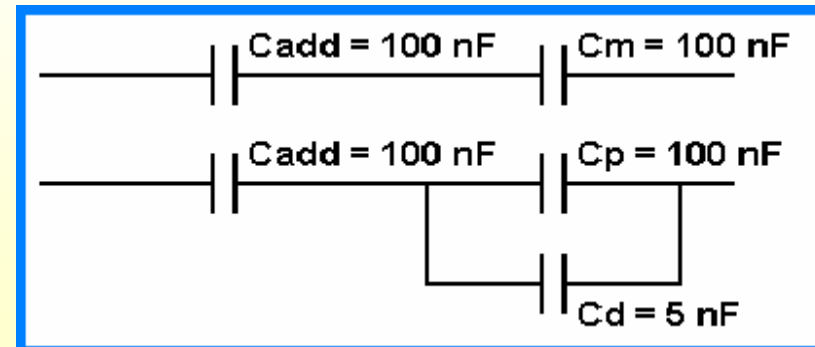 Cadd = 100 nF Cm = 100 nF
Cadd = 100 nF Cp = 100 nF
Cd = 5 nF